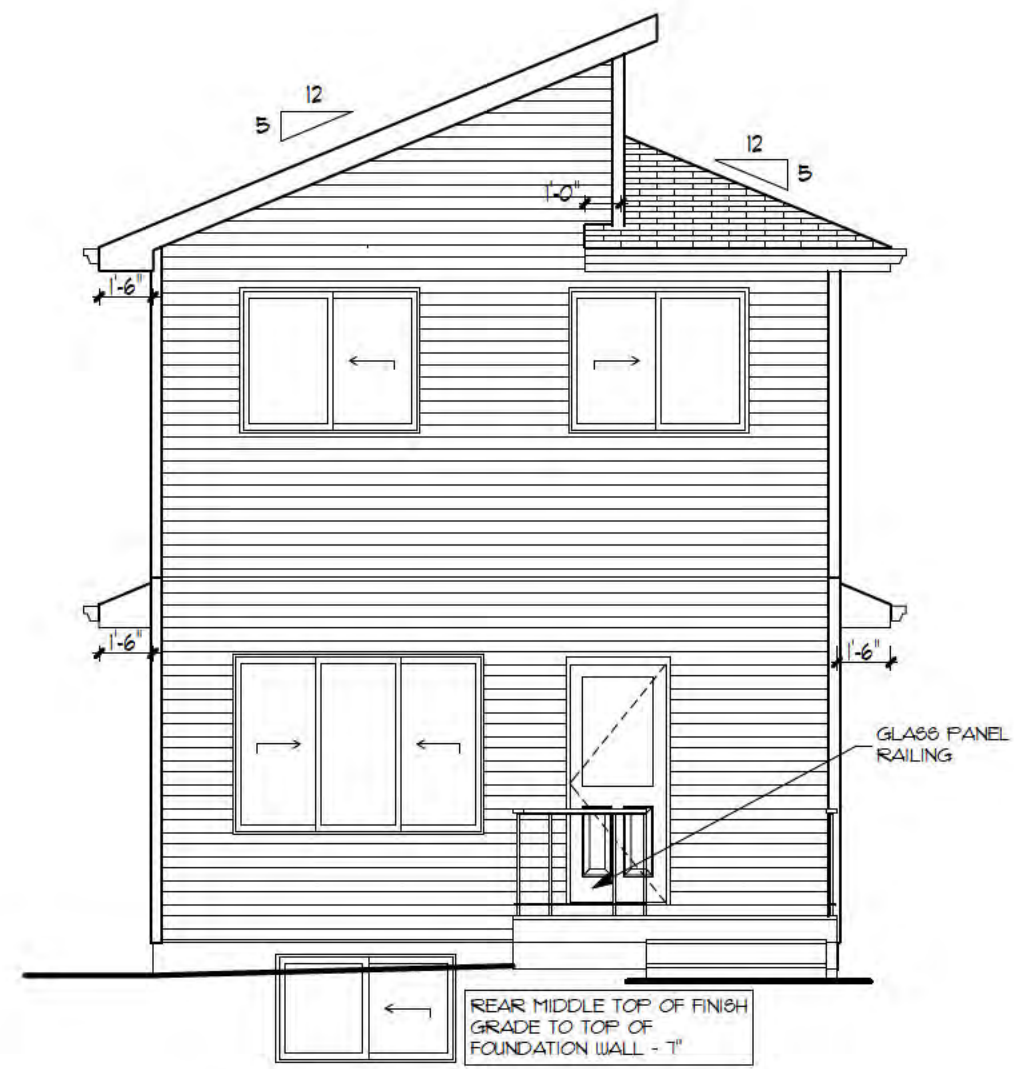 12
5
12
5
1'-0"
1'-6"
1'-6"
1'-6"
GLASS PANEL
RAILING
REAR MIDDLE TOP OF FINISH
GRADE TO TOP OF
FOUNDATION WALL - 7"